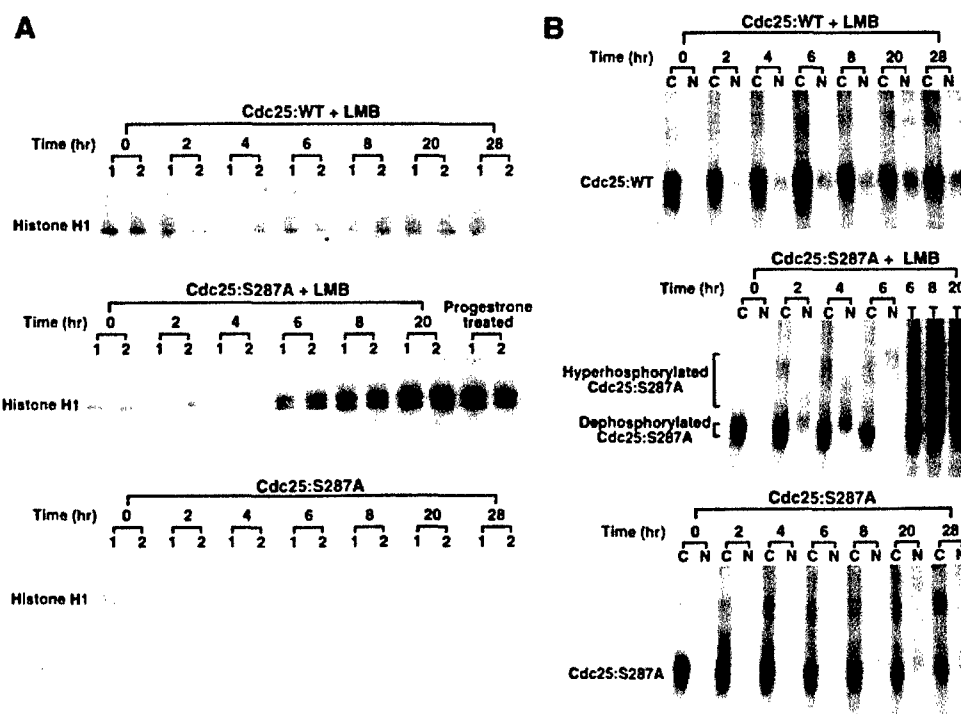 A
Cdc25:WT + LMB
Time (hr) 0 2 4 6 8 20 28
1 2 1 2 1 2 1 2 1 2 1 2 1 2
Histone H1
Cdc25:S287A + LMB
Progestrone
treated
Time (hr) 0 2 4 6 8 20
1 2 1 2 1 2 1 2 1 2 1 2 1 2
Histone H1
Cdc25:S287A
Time (hr) 0 2 4 6 8 20 28
1 2 1 2 1 2 1 2 1 2 1 2 1 2
Histone H1
B
Cdc25:WT + LMB
Time (hr) 0 2 4 6 8 20 28
C N C N C N C N C N C N C N
Cdc25:WT
Cdc25:S287A + LMB
Time (hr) 0 2 4 6 6 8 20
C N C N C N C N T T T
Hyperhosphorylated
Cdc25:S287A
Dephosphorylated
Cdc25:S287A
Cdc25:S287A
Time (hr) 0 2 4 6 8 20 28
C N C N C N C N C N C N C N
Cdc25:S287A